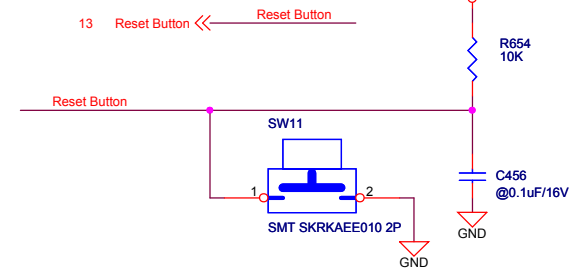 13 Reset Button Reset Button
R654
10K
Reset Button
SW11
1 2
C456
@0.1uF/16V
SMT SKRKAEE010 2P
GND
GND